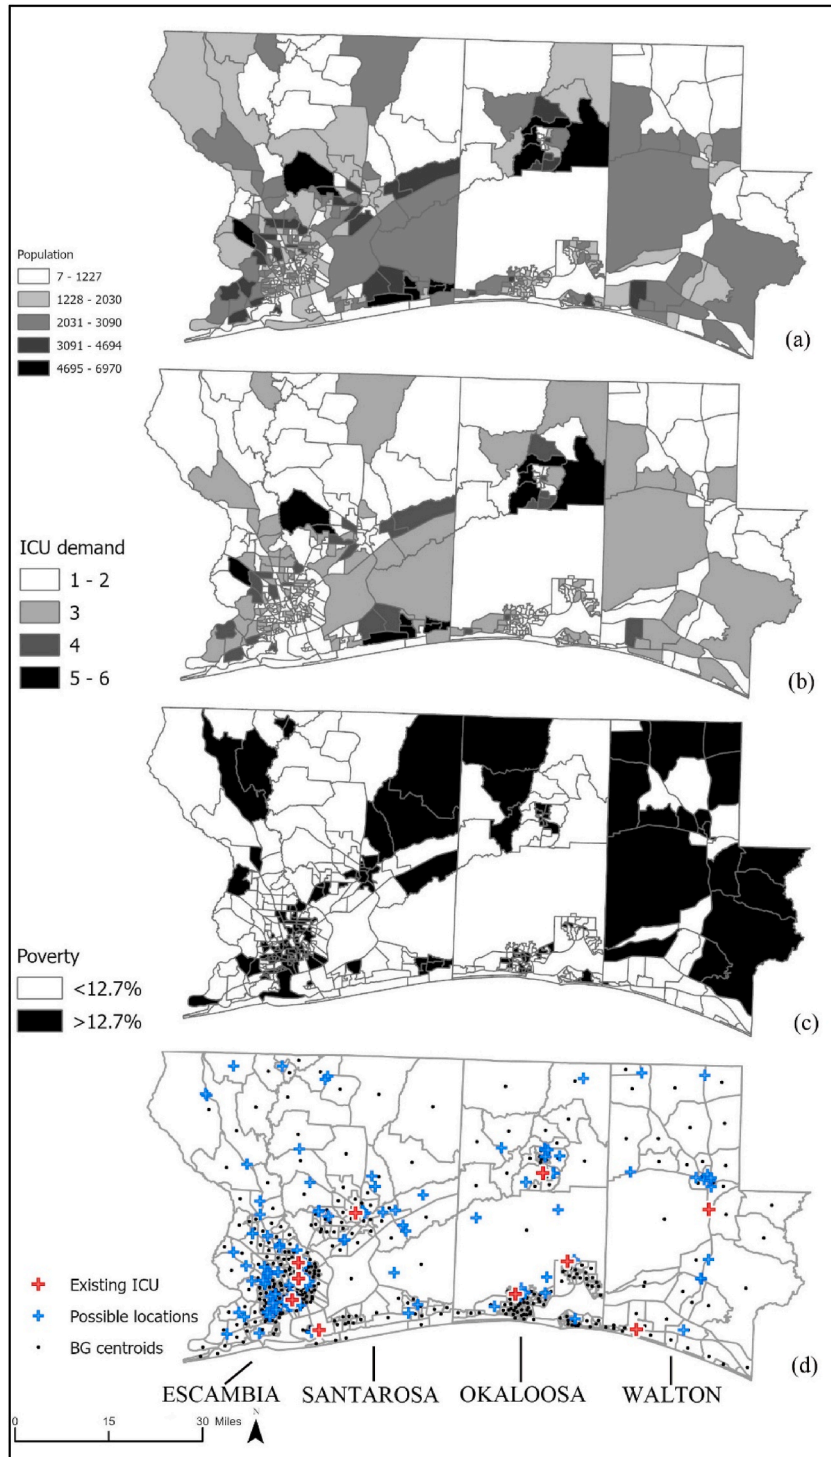 Population
7 - 1227
1228 - 2030
2031 - 3090
3091 - 4694
4695 - 6970
(a)
ICU demand
1 - 2
3
4
5 - 6
(b)
Poverty
<12.7%
>12.7%
(c)
Existing ICU
Possible locations
BG centroids
(d)
ESCAMBIA SANTAROSA OKALOOSA WALTON
0 15 30 Miles
N